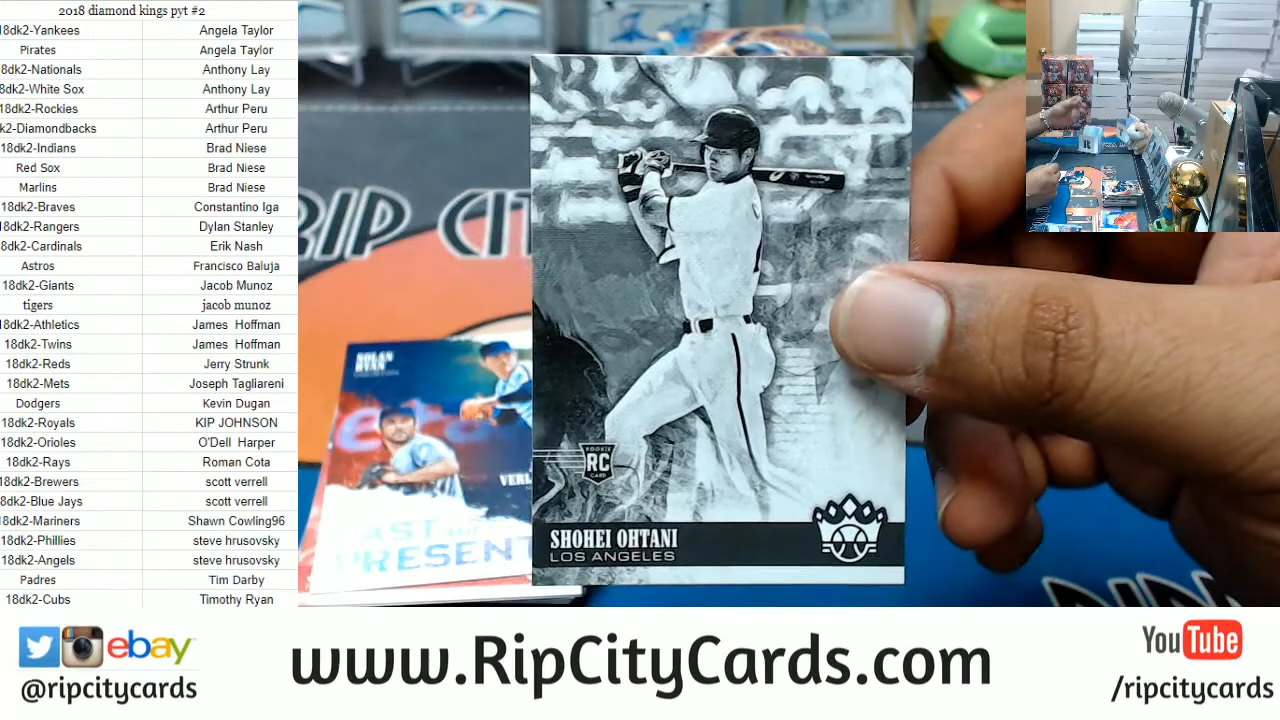 2018 diamond kings pyt #2
18dk2-Yankees Angela Taylor
Pirates Angela Taylor
8dk2-Nationals Anthony Lay
8dk2-White Sox Anthony Lay
18dk2-Rockies Arthur Peru
k2-Diamondbacks Arthur Peru
18dk2-Indians Brad Niese
Red Sox Brad Niese
Marlins Brad Niese
18dk2-Braves Constantino Iga
18dk2-Rangers Dylan Stanley
8dk2-Cardinals Erik Nash
Astros Francisco Baluja
18dk2-Giants Jacob Munoz
tigers jacob munoz
18dk2-Athletics James Hoffman
18dk2-Twins James Hoffman
18dk2-Reds Jerry Strunk
18dk2-Mets Joseph Tagliareni
Dodgers Kevin Dugan
18dk2-Royals KIP JOHNSON
18dk2-Orioles O'Dell Harper
18dk2-Rays Roman Cota
18dk2-Brewers scott verrell
8dk2-Blue Jays scott verrell
18dk2-Mariners Shawn Cowling96
18dk2-Phillies steve hrusovsky
18dk2-Angels steve hrusovsky
Padres Tim Darby
18dk2-Cubs Timothy Ryan
RIP CIT
NOLAN
RYAN
VERL
PAST
PRESENT
ROOKIE
RC
CARD
SHOHEI OHTANI
LOS ANGELES
ebay
@ripcitycards
www.RipCityCards.com
YouTube
/ripcitycards